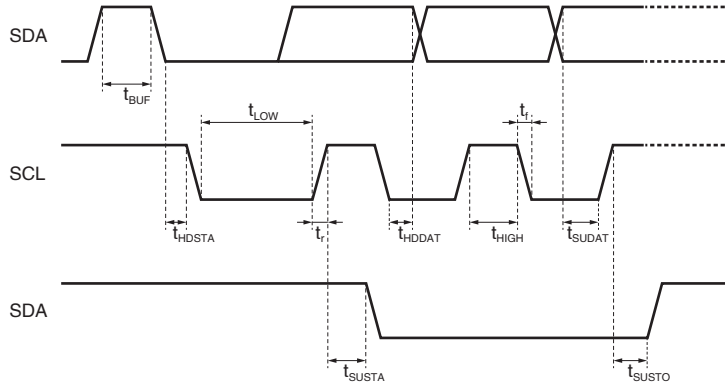 SDA
tBUF
tLOW
tf
SCL
tHDSTA
tr
tHDDAT
tHIGH
tSUDAT
SDA
tSUSTA
tSUSTO